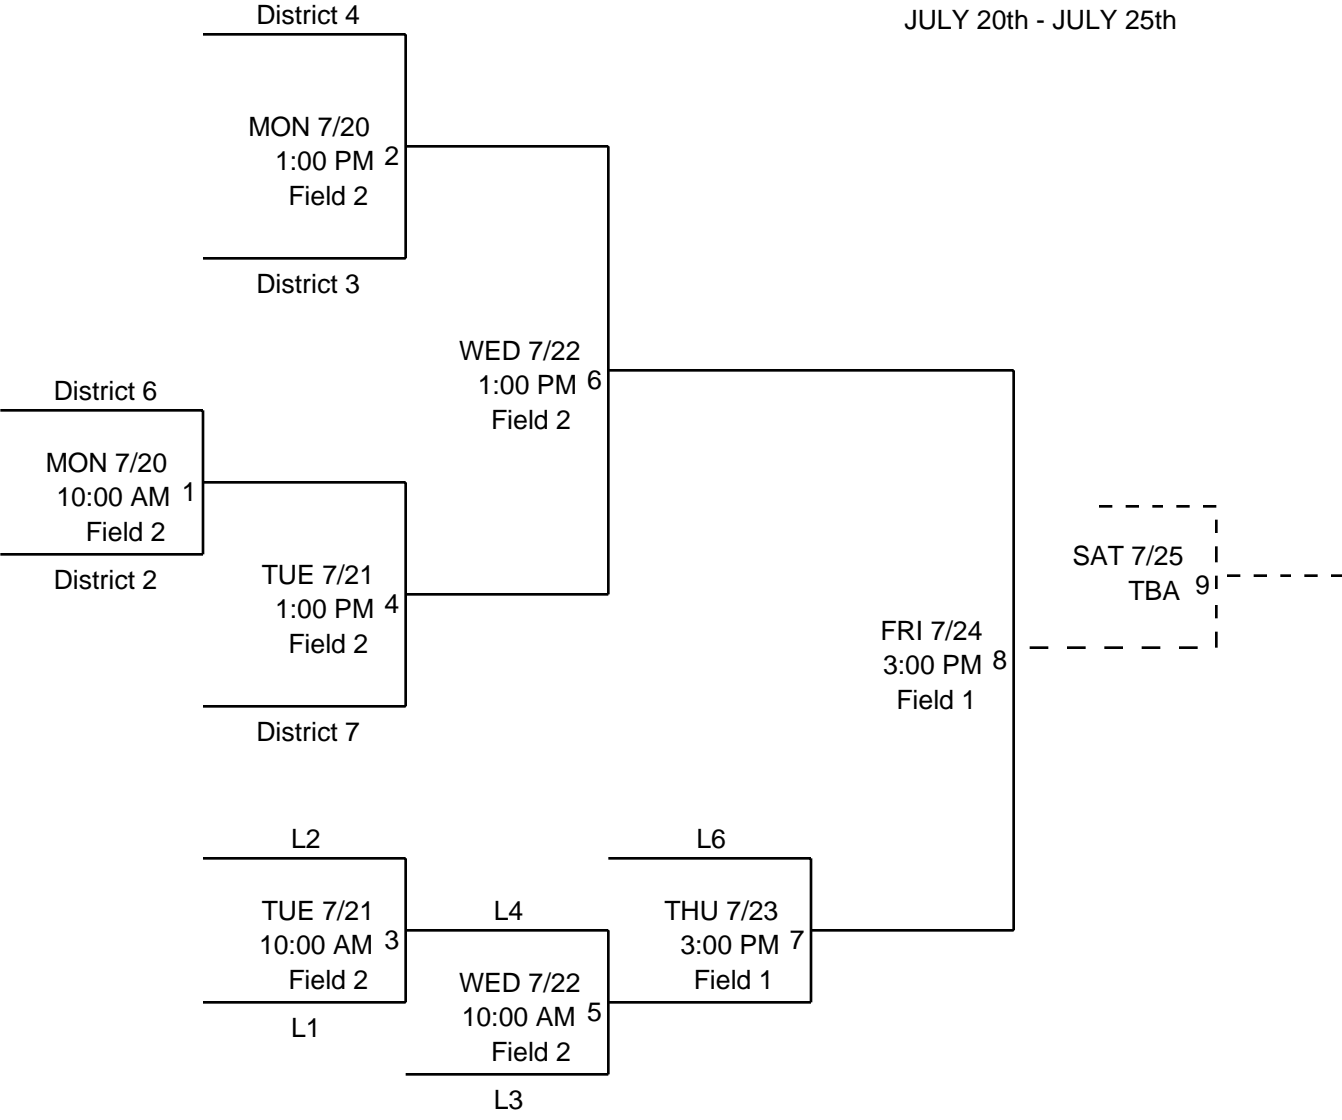 District 4
JULY 20th - JULY 25th
MON 7/20
1:00 PM 2
Field 2
District 3
WED 7/22
1:00 PM 6
Field 2
District 6
MON 7/20
10:00 AM 1
Field 2
District 2
TUE 7/21
1:00 PM 4
Field 2
District 7
SAT 7/25
TBA 9
FRI 7/24
3:00 PM 8
Field 1
L2
TUE 7/21
10:00 AM 3
Field 2
L1
L4
WED 7/22
10:00 AM 5
Field 2
L3
L6
THU 7/23
3:00 PM 7
Field 1